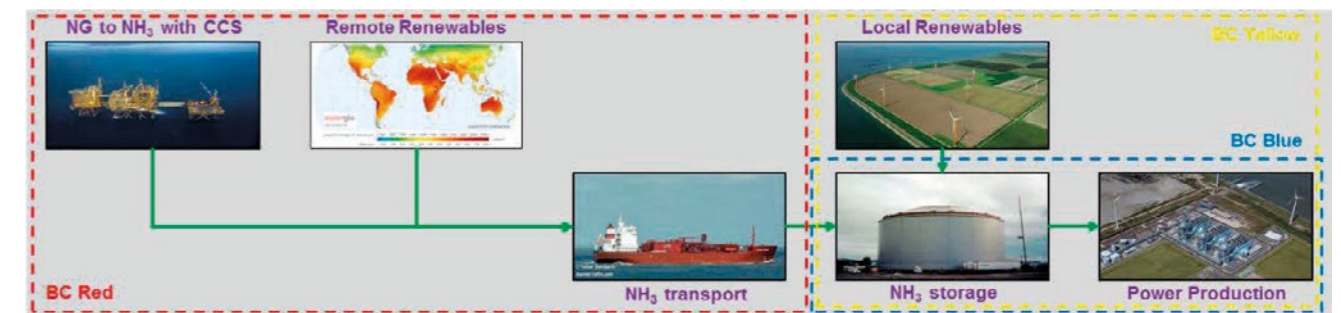 NG to NH₃ with CCS
Remote Renewables
Local Renewables
BC Yellow
BC Blue
BC Red
NH₃ transport
NH₃ storage
Power Production